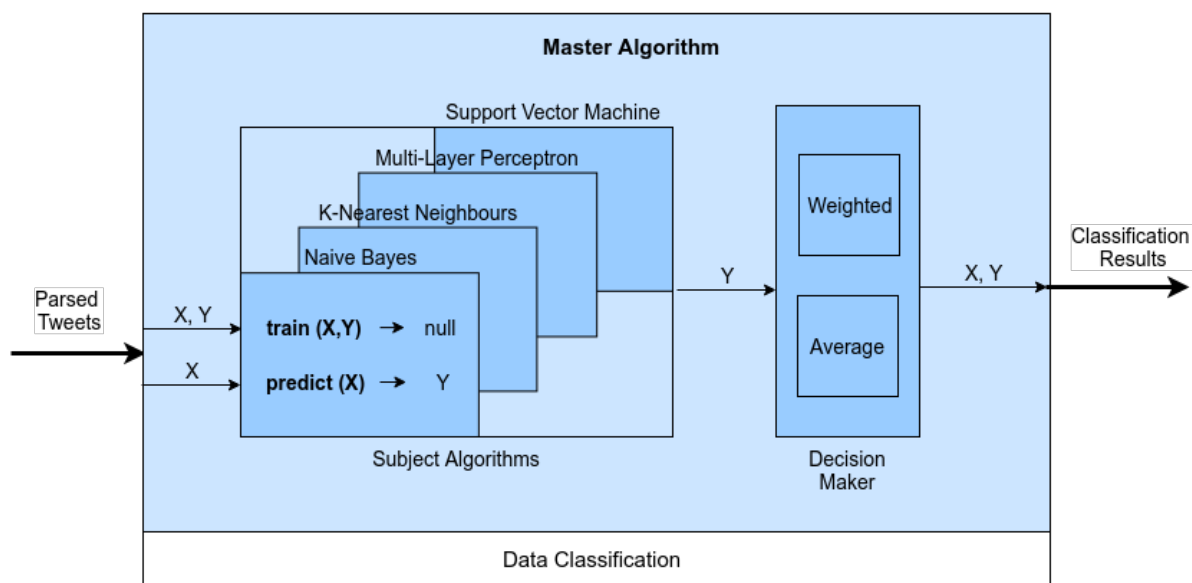 Master Algorithm
Support Vector Machine
Multi-Layer Perceptron
K-Nearest Neighbours
Naive Bayes
Parsed
Tweets
X, Y
X
train (X,Y) → null
predict (X) → Y
Subject Algorithms
Y
Weighted
Average
Decision
Maker
X, Y
Classification
Results
Data Classification